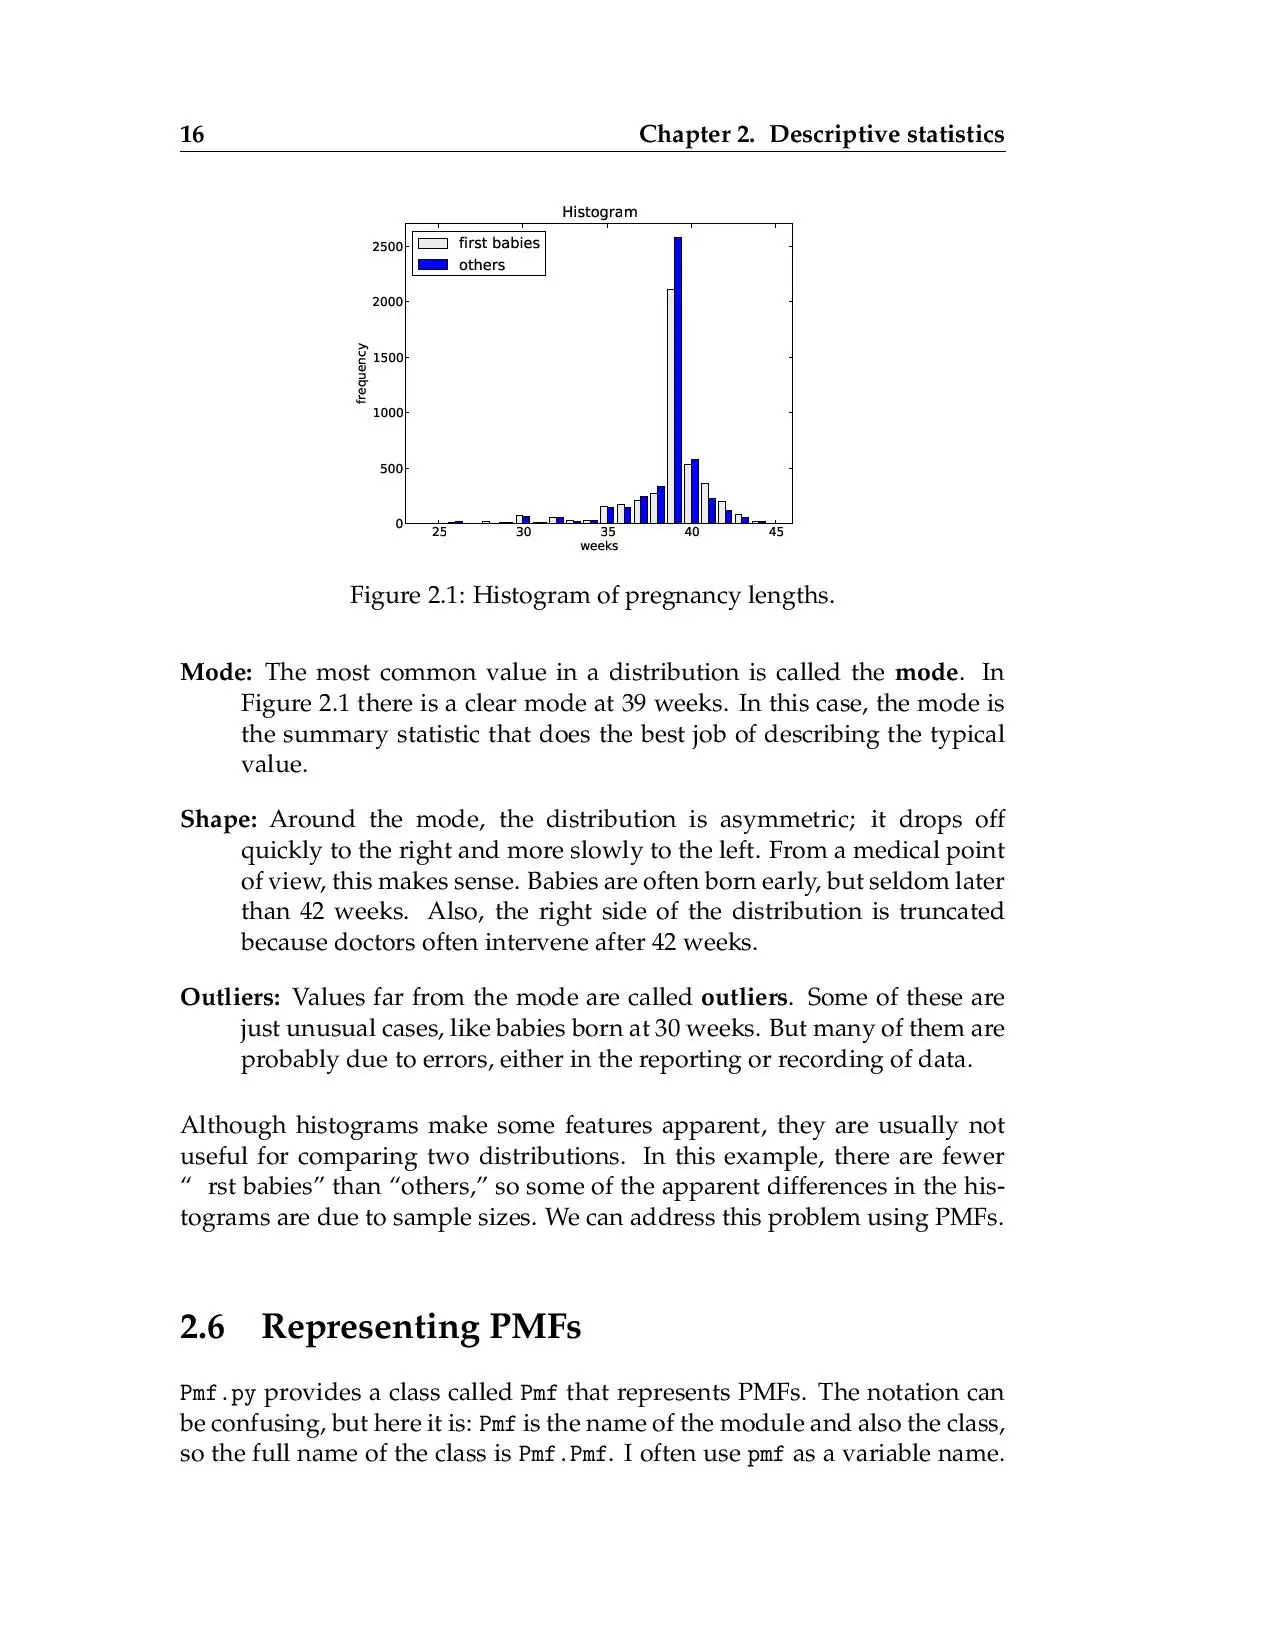 16 Chapter 2. Descriptive statistics
Histogram
first babies
others
2500
2000
1500
1000
500
0
frequency
25 30 35 40 45
weeks
Figure 2.1: Histogram of pregnancy lengths.
Mode: The most common value in a distribution is called the mode. In
Figure 2.1 there is a clear mode at 39 weeks. In this case, the mode is
the summary statistic that does the best job of describing the typical
value.
Shape: Around the mode, the distribution is asymmetric; it drops off
quickly to the right and more slowly to the left. From a medical point
of view, this makes sense. Babies are often born early, but seldom later
than 42 weeks. Also, the right side of the distribution is truncated
because doctors often intervene after 42 weeks.
Outliers: Values far from the mode are called outliers. Some of these are
just unusual cases, like babies born at 30 weeks. But many of them are
probably due to errors, either in the reporting or recording of data.
Although histograms make some features apparent, they are usually not
useful for comparing two distributions. In this example, there are fewer
“ rst babies” than “others,” so some of the apparent differences in the his-
tograms are due to sample sizes. We can address this problem using PMFs.
2.6 Representing PMFs
Pmf.py provides a class called Pmf that represents PMFs. The notation can
be confusing, but here it is: Pmf is the name of the module and also the class,
so the full name of the class is Pmf.Pmf. I often use pmf as a variable name.